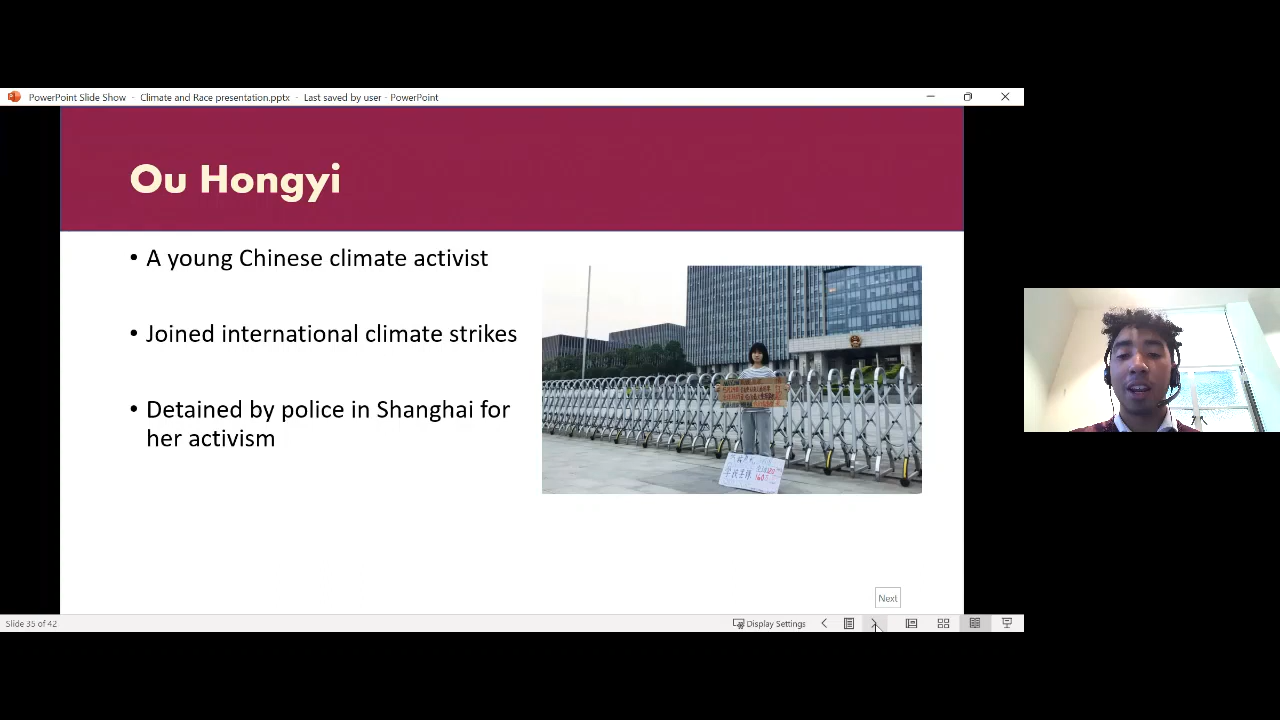 PowerPoint Slide Show - Climate and Race presentation.pptx - Last saved by user - PowerPoint
Ou Hongyi
• A young Chinese climate activist
• Joined international climate strikes
• Detained by police in Shanghai for
her activism
Next
Slide 35 of 42
Display Settings